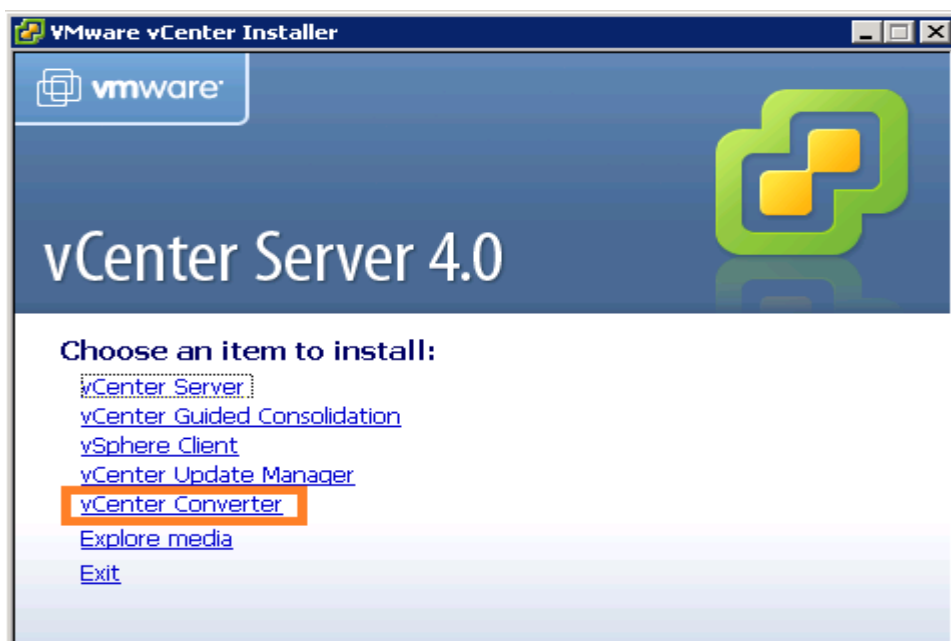 VMware vCenter Installer
vmware
vCenter Server 4.0
Choose an item to install:
vCenter Server
vCenter Guided Consolidation
vSphere Client
vCenter Update Manager
vCenter Converter
Explore media
Exit